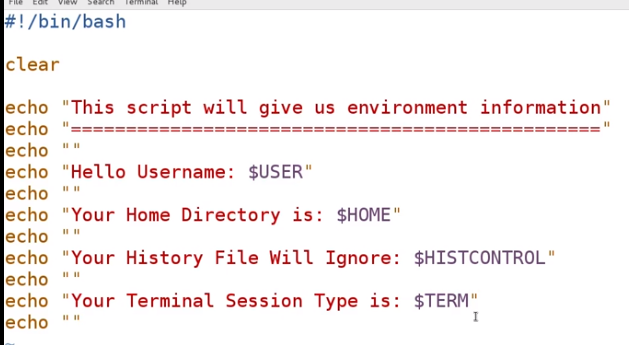 File Edit View Search Terminal Help
#!/bin/bash
clear
echo "This script will give us environment information"
echo "================================================"
echo ""
echo "Hello Username: $USER"
echo ""
echo "Your Home Directory is: $HOME"
echo ""
echo "Your History File Will Ignore: $HISTCONTROL"
echo ""
echo "Your Terminal Session Type is: $TERM"
echo ""
~